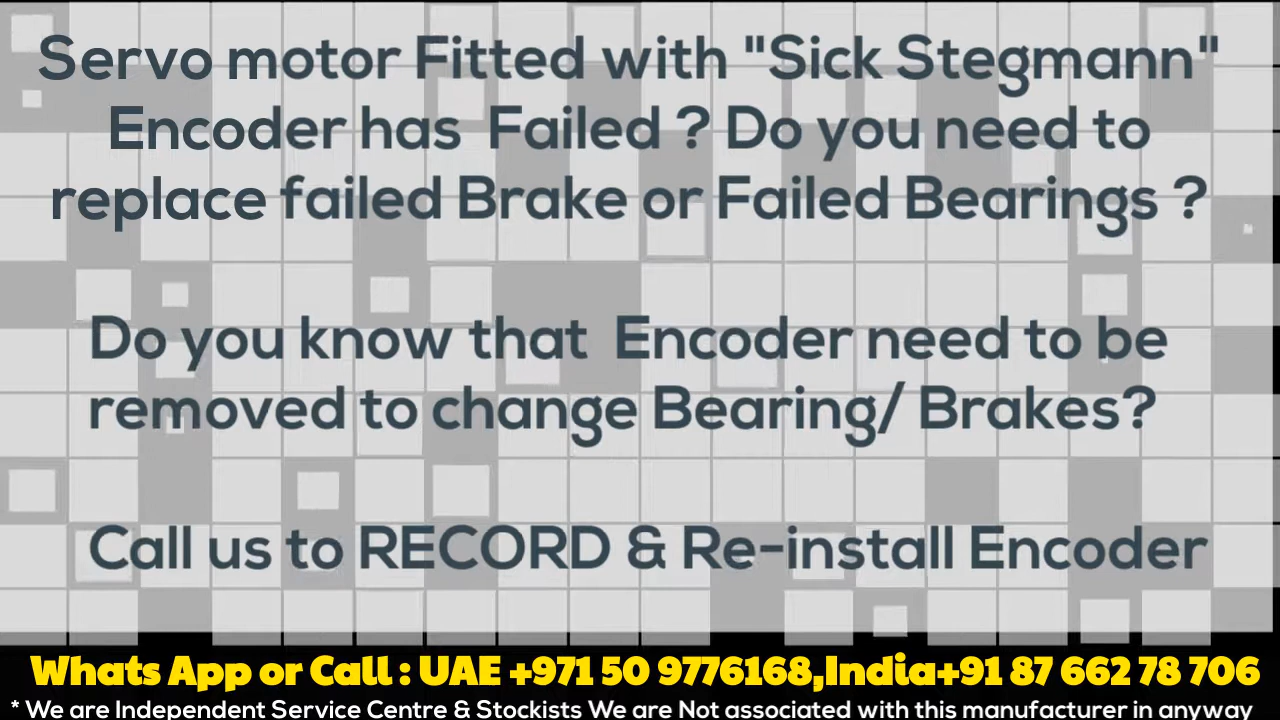 Servo motor Fitted with "Sick Stegmann"
Encoder has Failed ? Do you need to
replace failed Brake or Failed Bearings ?
Do you know that Encoder need to be
removed to change Bearing/ Brakes?
Call us to RECORD & Re-install Encoder
Whats App or Call : UAE +971 50 9776168,India+91 87 662 78 706
* We are Independent Service Centre & Stockists We are Not associated with this manufacturer in anyway